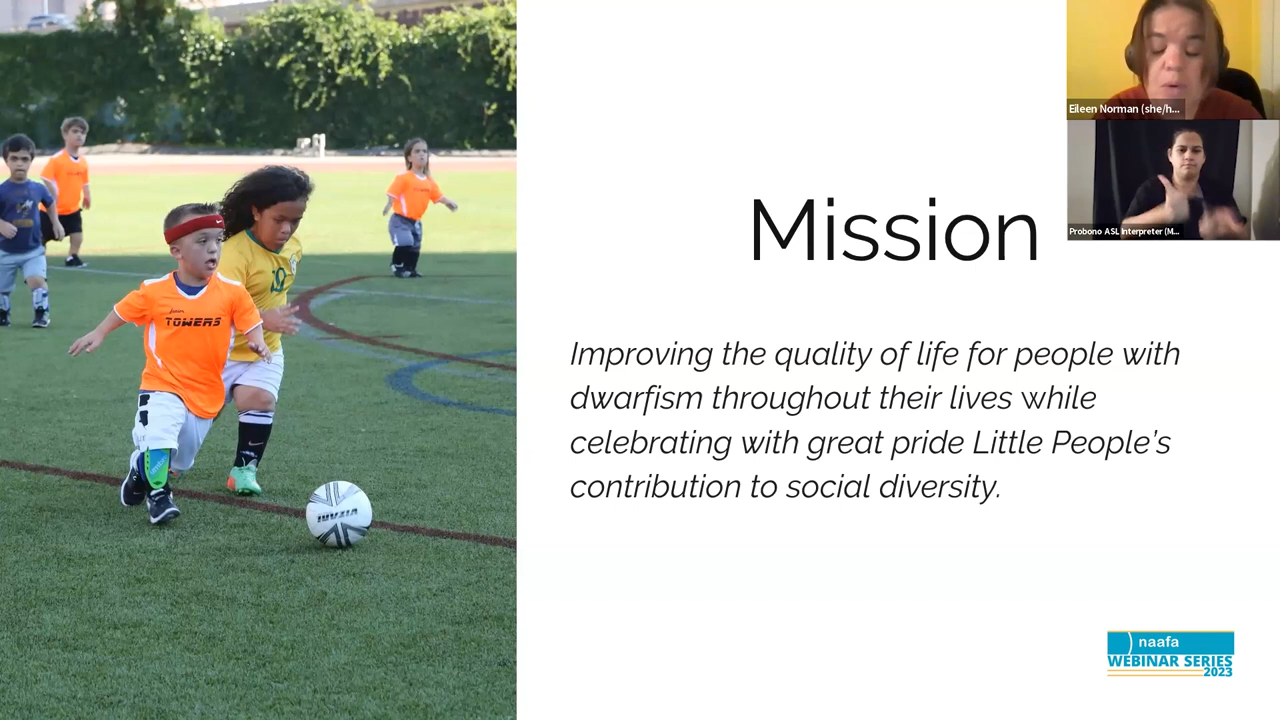 Eileen Norman (she/h...
Probono ASL Interpreter (M...
Mission
Improving the quality of life for people with
dwarfism throughout their lives while
celebrating with great pride Little People’s
contribution to social diversity.
TOWERS
VIZARI
naafa
WEBINAR SERIES
2023